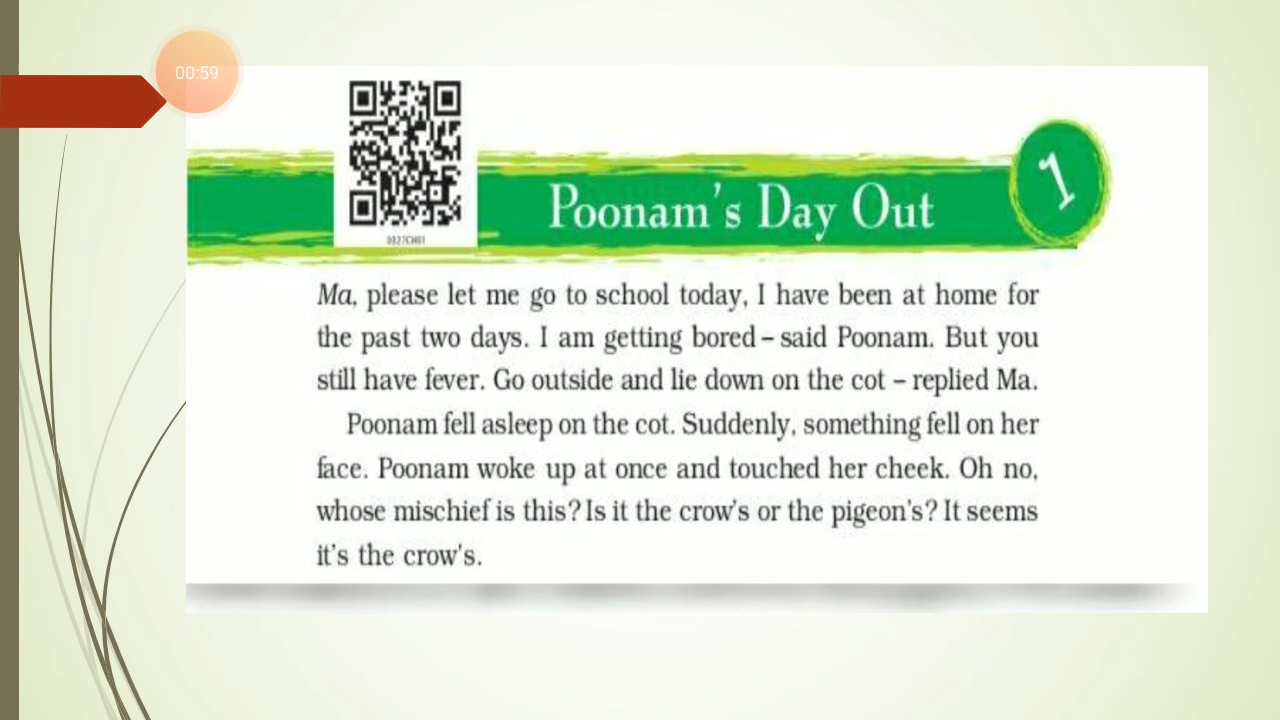 00:59
Poonam's Day Out
1
Ma, please let me go to school today, I have been at home for
the past two days. I am getting bored – said Poonam. But you
still have fever. Go outside and lie down on the cot – replied Ma.
Poonam fell asleep on the cot. Suddenly, something fell on her
face. Poonam woke up at once and touched her cheek. Oh no,
whose mischief is this? Is it the crow's or the pigeon's? It seems
it's the crow's.